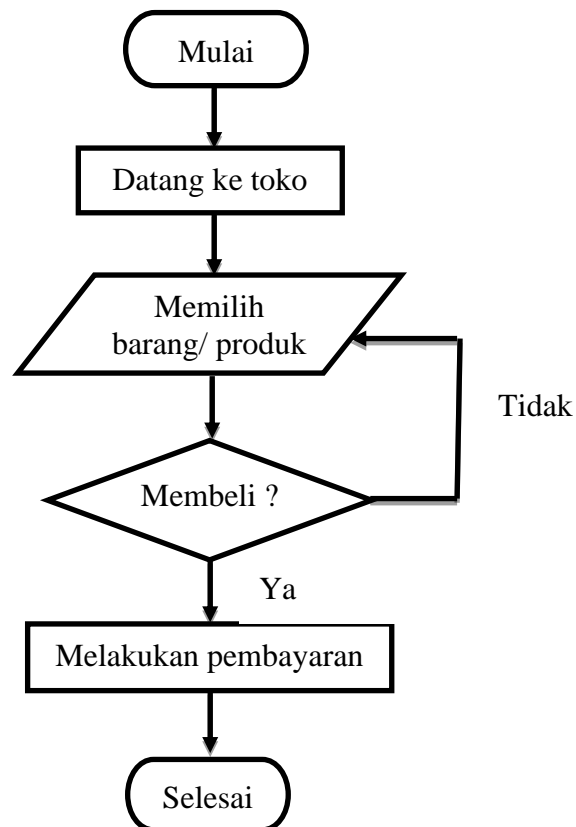 Mulai
Datang ke toko
Memilih
barang/ produk
Tidak
Membeli ?
Ya
Melakukan pembayaran
Selesai